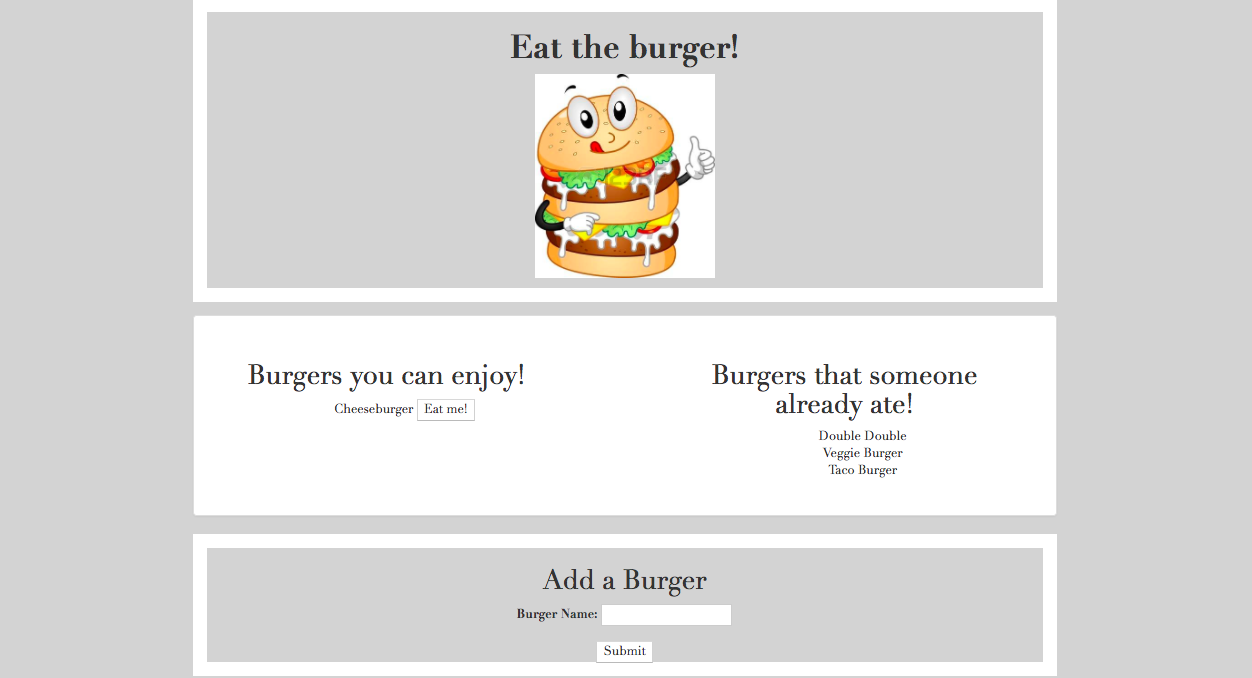 Eat the burger!
Burgers you can enjoy!
Cheeseburger Eat me!
Burgers that someone
already ate!
Double Double
Veggie Burger
Taco Burger
Add a Burger
Burger Name:
Submit